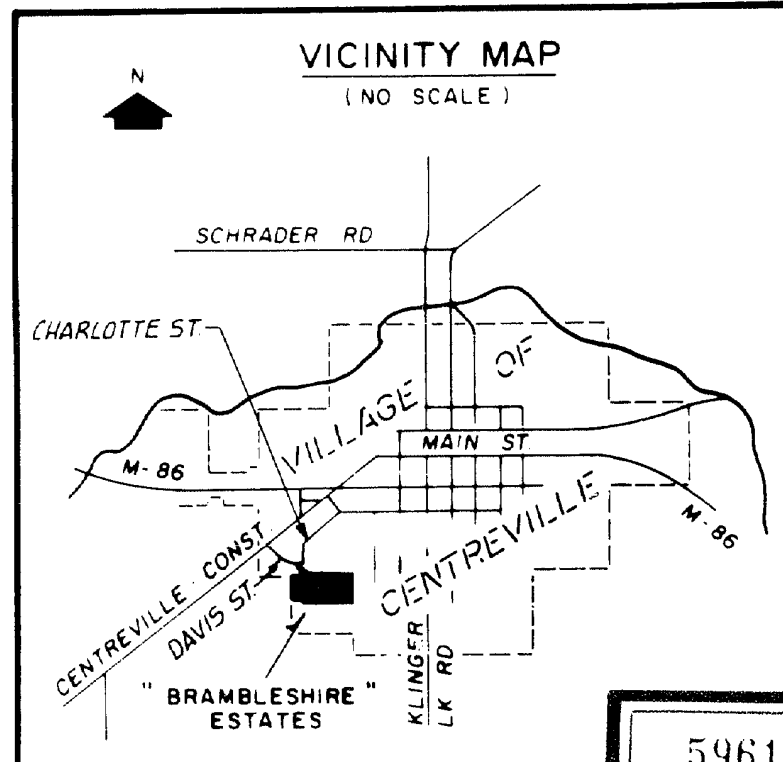 VICINITY MAP
( NO SCALE )
N
SCHRADER RD
CHARLOTTE ST.
VILLAGE OF
CENTREVILLE
MAIN ST
M-86
M-86
CENTREVILLE CONST.
DAVIS ST.
" BRAMBLESHIRE "
ESTATES
KLINGER
LK RD
5961